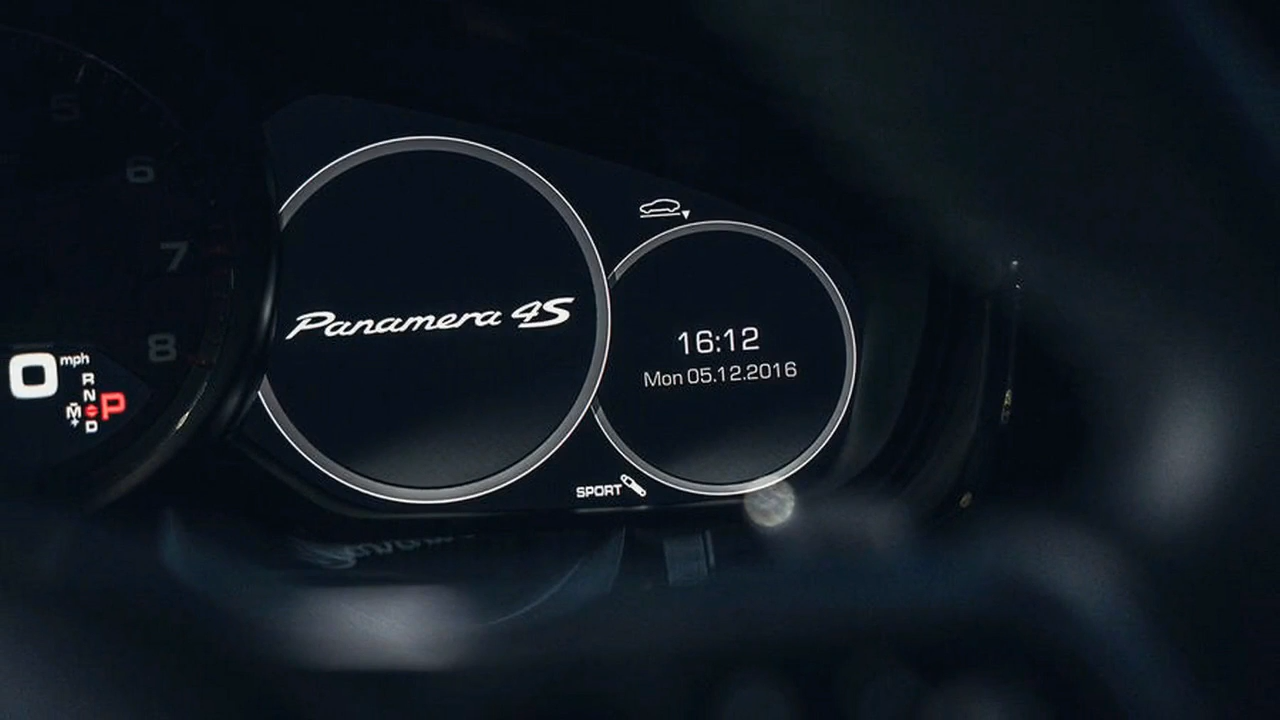 5
6
7
8
0 mph
R
N
M P
+ D
Panamera 4S
16:12
Mon 05.12.2016
SPORT